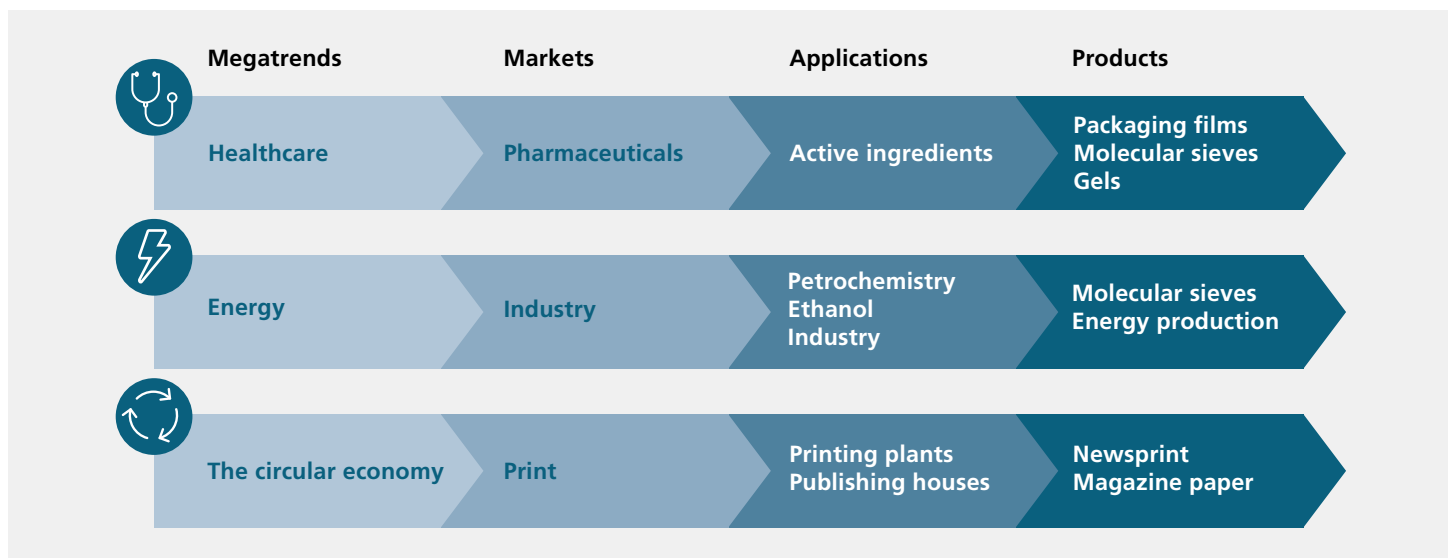 Megatrends
Markets
Applications
Products
Healthcare
Pharmaceuticals
Active ingredients
Packaging films
Molecular sieves
Gels
Energy
Industry
Petrochemistry
Ethanol
Industry
Molecular sieves
Energy production
The circular economy
Print
Printing plants
Publishing houses
Newsprint
Magazine paper